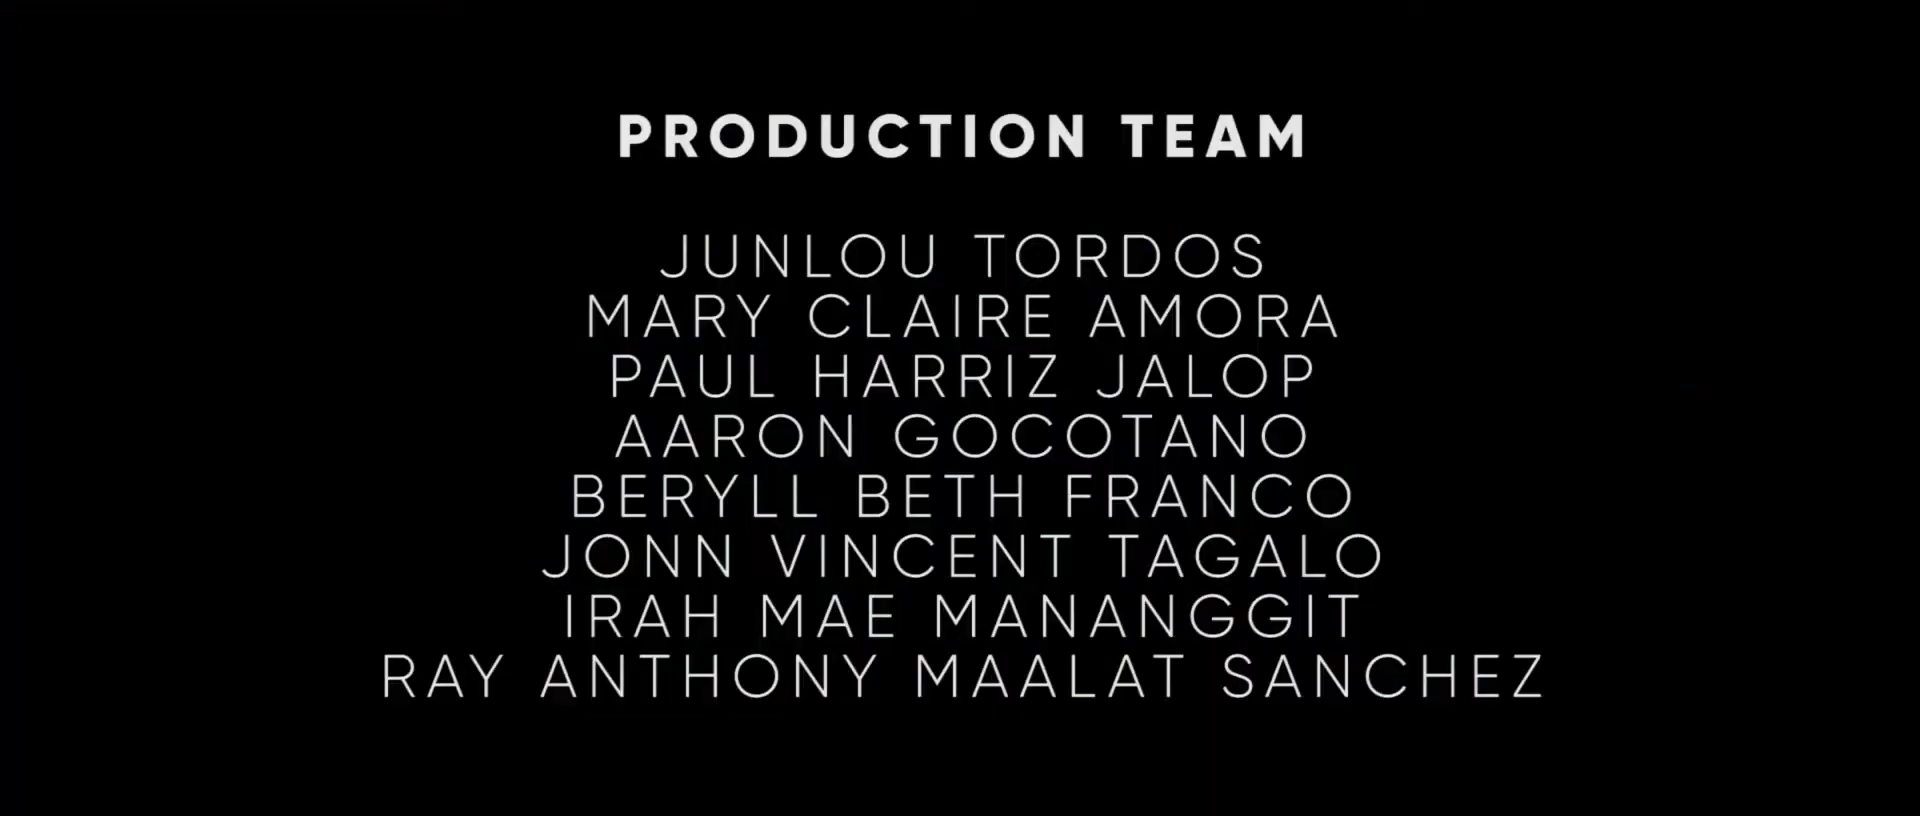 PRODUCTION TEAM
JUNLOU TORDOS
MARY CLAIRE AMORA
PAUL HARRIZ JALOP
AARON GOCOTANO
BERYLL BETH FRANCO
JONN VINCENT TAGALO
IRAH MAE MANANGGIT
RAY ANTHONY MAALAT SANCHEZ